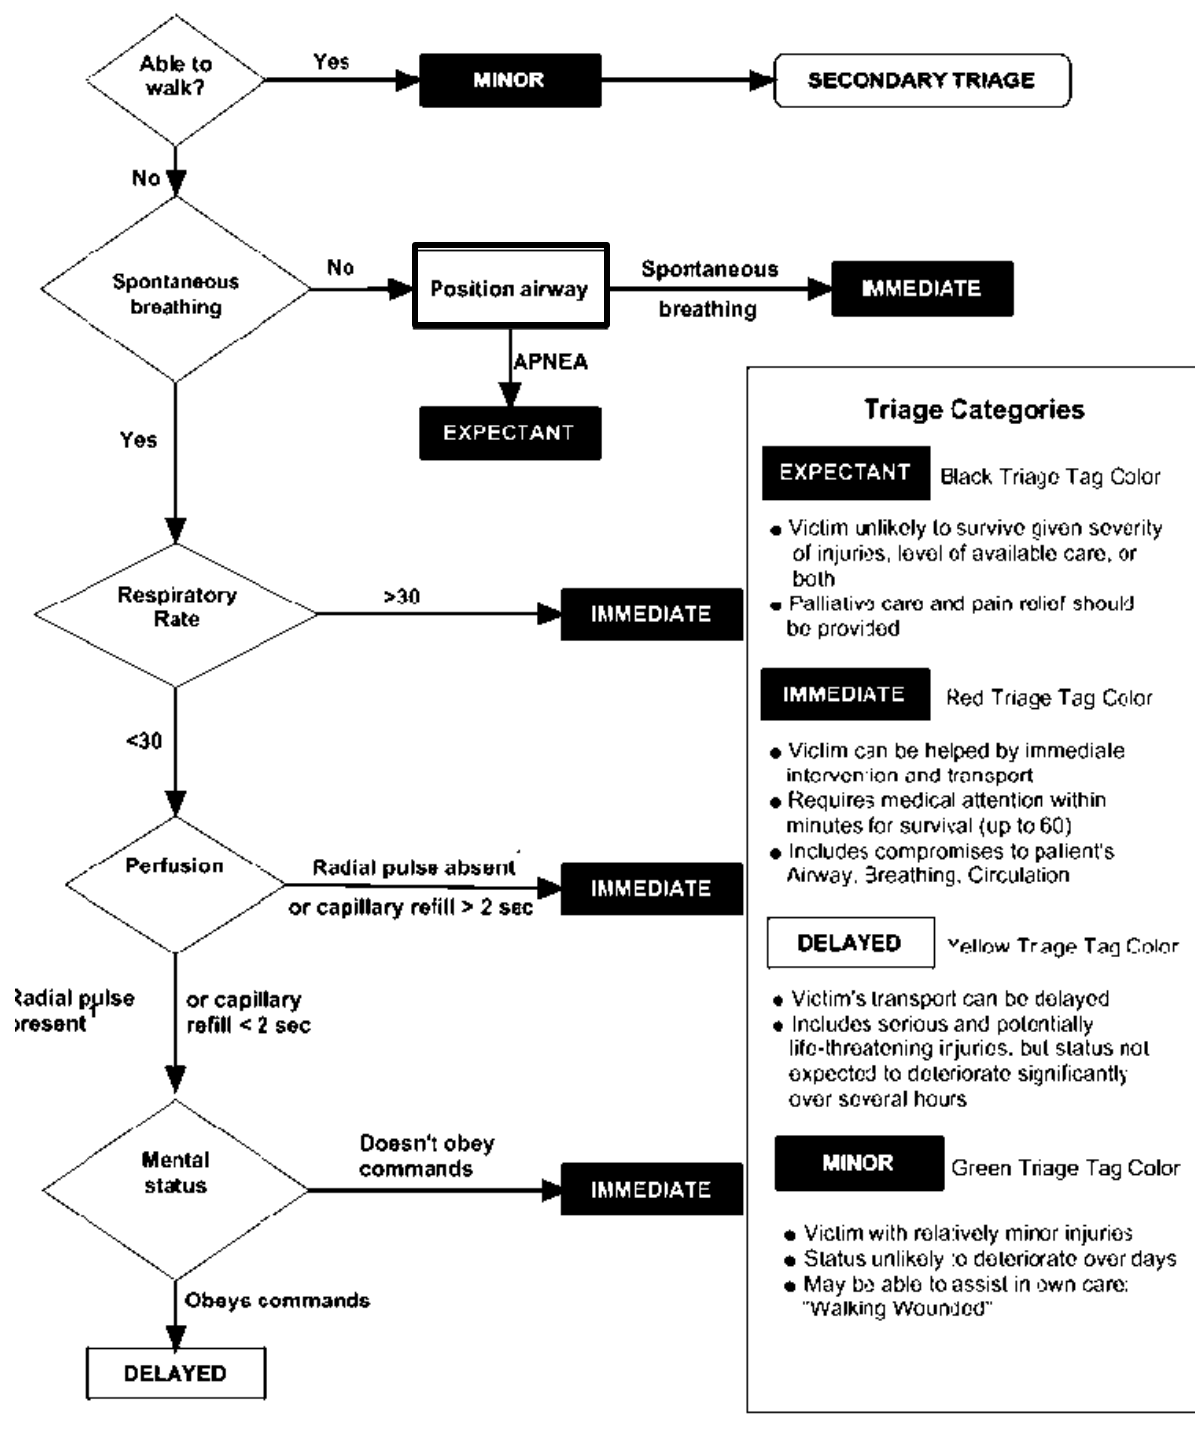 Able to
walk?
Yes
MINOR
SECONDARY TRIAGE
No
Spontaneous
breathing
No
Position airway
Spontaneous
breathing
IMMEDIATE
APNEA
EXPECTANT
Yes
Respiratory
Rate
>30
IMMEDIATE
<30
Perfusion
Radial pulse absent
or capillary refill > 2 sec
IMMEDIATE
Radial pulse
present
or capillary
refill < 2 sec
Mental
status
Doesn't obey
commands
IMMEDIATE
Obeys commands
DELAYED
Triage Categories
EXPECTANT Black Triage Tag Color
● Victim unlikely to survive given severity
of injuries, level of available care, or
both
● Palliative care and pain relief should
be provided
IMMEDIATE Red Triage Tag Color
● Victim can be helped by immediate
intervention and transport
● Requires medical attention within
minutes for survival (up to 60)
● Includes compromises to patient's
Airway, Breathing, Circulation
DELAYED Yellow Triage Tag Color
● Victim's transport can be delayed
● Includes serious and potentially
life-threatening injuries, but status not
expected to deteriorate significantly
over several hours
MINOR Green Triage Tag Color
● Victim with relatively minor injuries
● Status unlikely to deteriorate over days
● May be able to assist in own care:
"Walking Wounded"